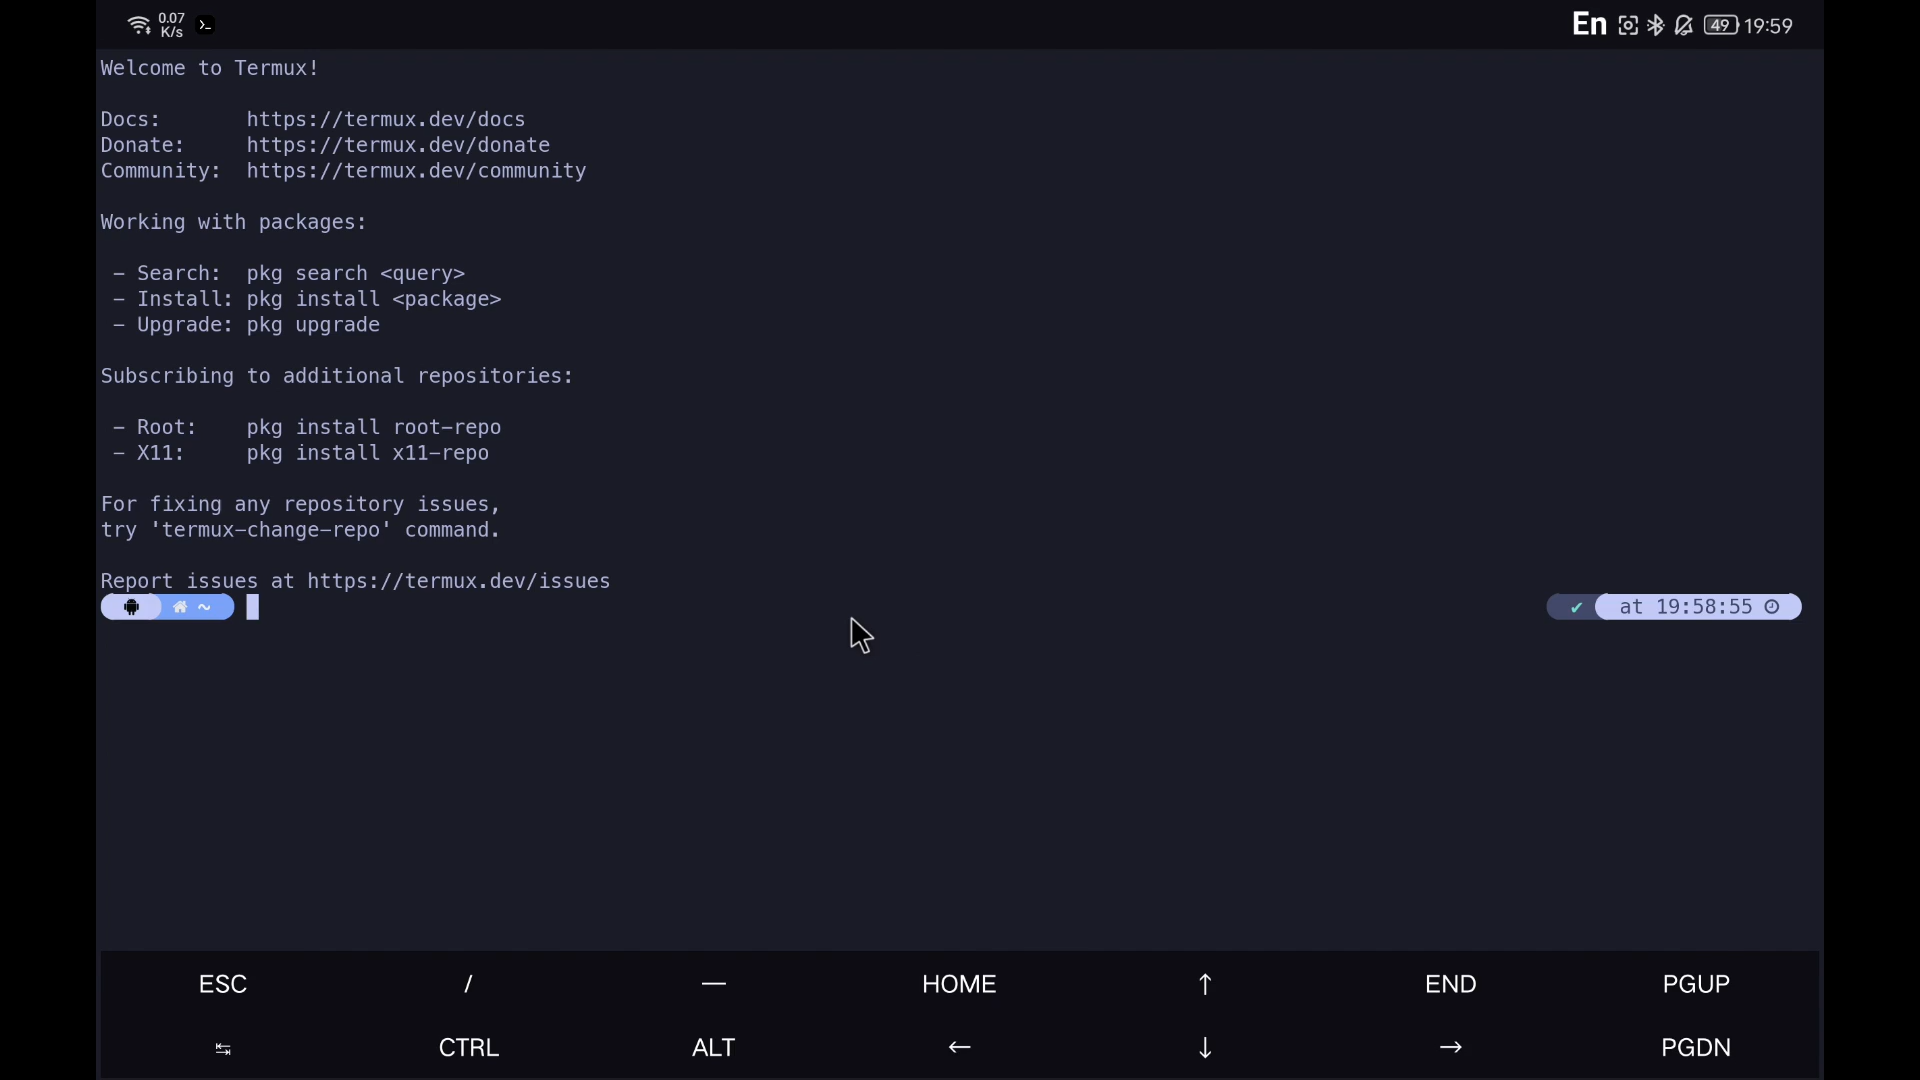 0.07
K/s
En 49 19:59
Welcome to Termux!
Docs: https://termux.dev/docs
Donate: https://termux.dev/donate
Community: https://termux.dev/community
Working with packages:
- Search: pkg search <query>
- Install: pkg install <package>
- Upgrade: pkg upgrade
Subscribing to additional repositories:
- Root: pkg install root-repo
- X11: pkg install x11-repo
For fixing any repository issues,
try 'termux-change-repo' command.
Report issues at https://termux.dev/issues
~ ✔ at 19:58:55
ESC / — HOME ↑ END PGUP
↹ CTRL ALT ← ↓ → PGDN